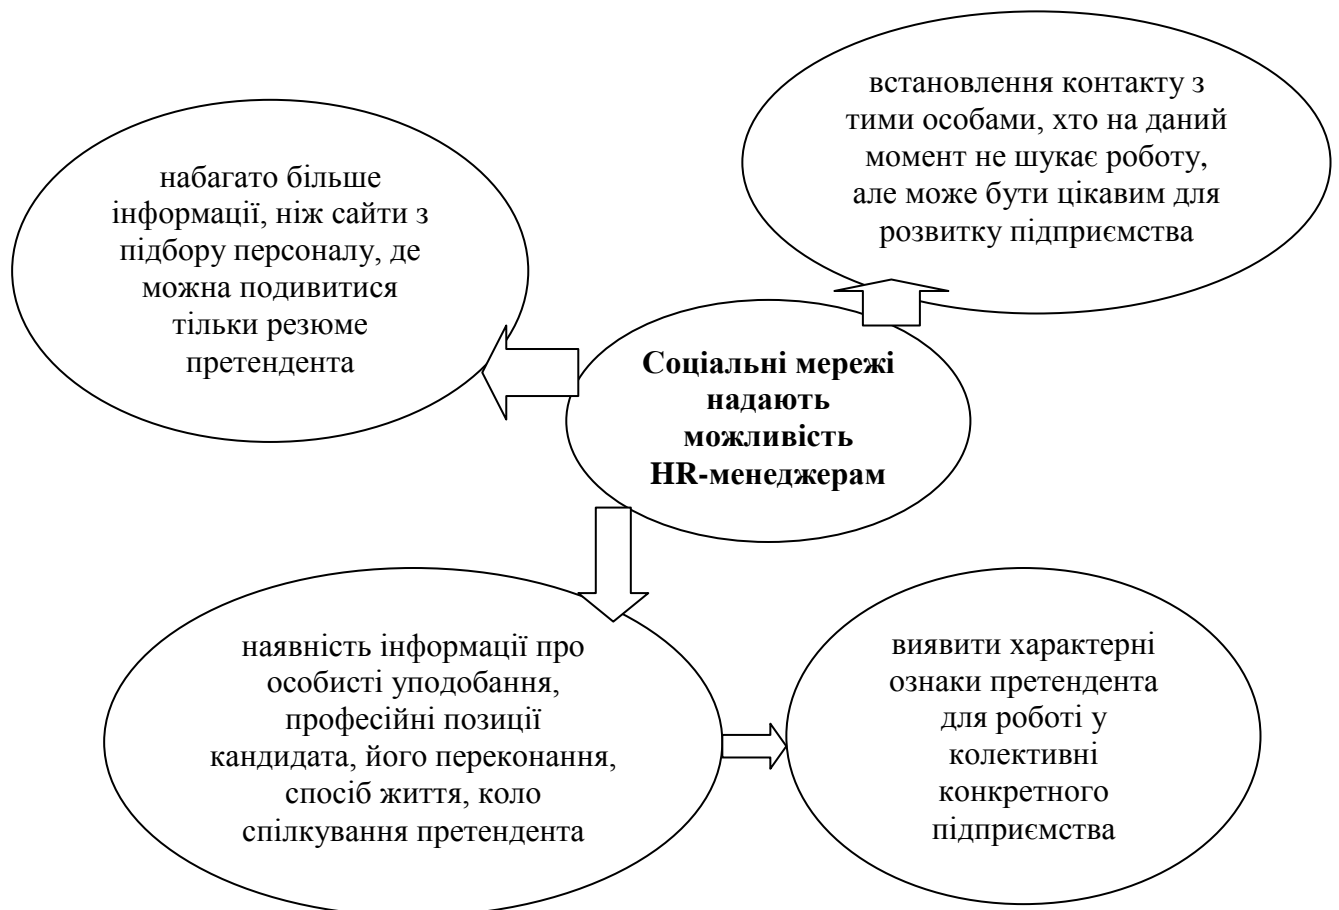 встановлення контакту з
тими особами, хто на даний
момент не шукає роботу,
але може бути цікавим для
розвитку підприємства
набагато більше
інформації, ніж сайти з
підбору персоналу, де
можна подивитися
тільки резюме
претендента
Соціальні мережі
надають
можливість
HR-менеджерам
наявність інформації про
особисті уподобання,
професійні позиції
кандидата, його переконання,
спосіб життя, коло
спілкування претендента
виявити характерні
ознаки претендента
для роботі у
колективні
конкретного
підприємства